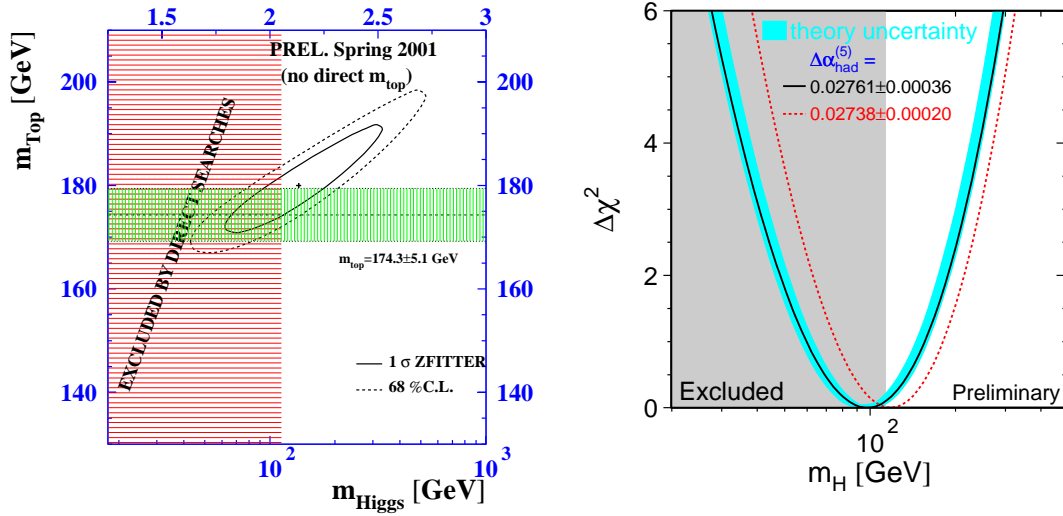 1.5 2 2.5 3
PREL. Spring 2001
(no direct m_top)
EXCLUDED BY DIRECT SEARCHES
m_top=174.3±5.1 GeV
1 σ ZFITTER
68 %C.L.
m_Top [GeV]
200
180
160
140
200
180
160
140
10^2 10^3
m_Higgs [GeV]
6
4
2
0
Δχ^2
theory uncertainty
Δα_had^(5) =
0.02761±0.00036
0.02738±0.00020
Excluded
Preliminary
10^2
m_H [GeV]